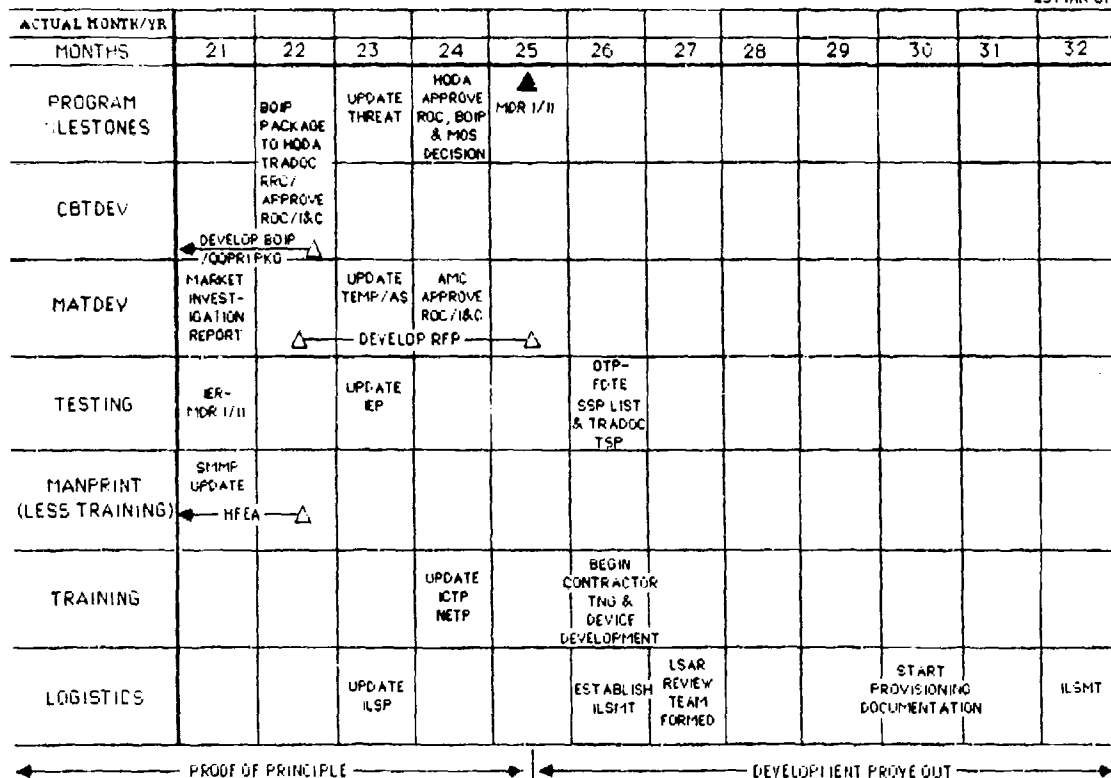 ACTUAL MONTH/YR
MONTHS 21 22 23 24 25 26 27 28 29 30 31 32
PROGRAM
MILESTONES
BOIP
PACKAGE
TO HQDA
TRADOC
RRC/
APPROVE
ROC/I&C
UPDATE
THREAT
HQDA
APPROVE
ROC, BOIP
& MOS
DECISION
MDR I/II
CBTDEV
DEVELOP BOIP
/QQPRI PKG
MATDEV
MARKET
INVEST-
IGATION
REPORT
UPDATE
TEMP/AS
AMC
APPROVE
ROC/I&C
DEVELOP RFP
TESTING
IER-
MDR I/II
UPDATE
IEP
OTP-
FDTE
SSP LIST
& TRADOC
TSP
MANPRINT
(LESS TRAINING)
SMMP
UPDATE
HFEA
TRAINING
UPDATE
ICTP
NETP
BEGIN
CONTRACTOR
TNG &
DEVICE
DEVELOPMENT
LOGISTICS
UPDATE
ILSP
ESTABLISH
ILSMT
LSAR
REVIEW
TEAM
FORMED
START
PROVISIONING
DOCUMENTATION
ILSMT
PROOF OF PRINCIPLE
DEVELOPMENT PROVE OUT